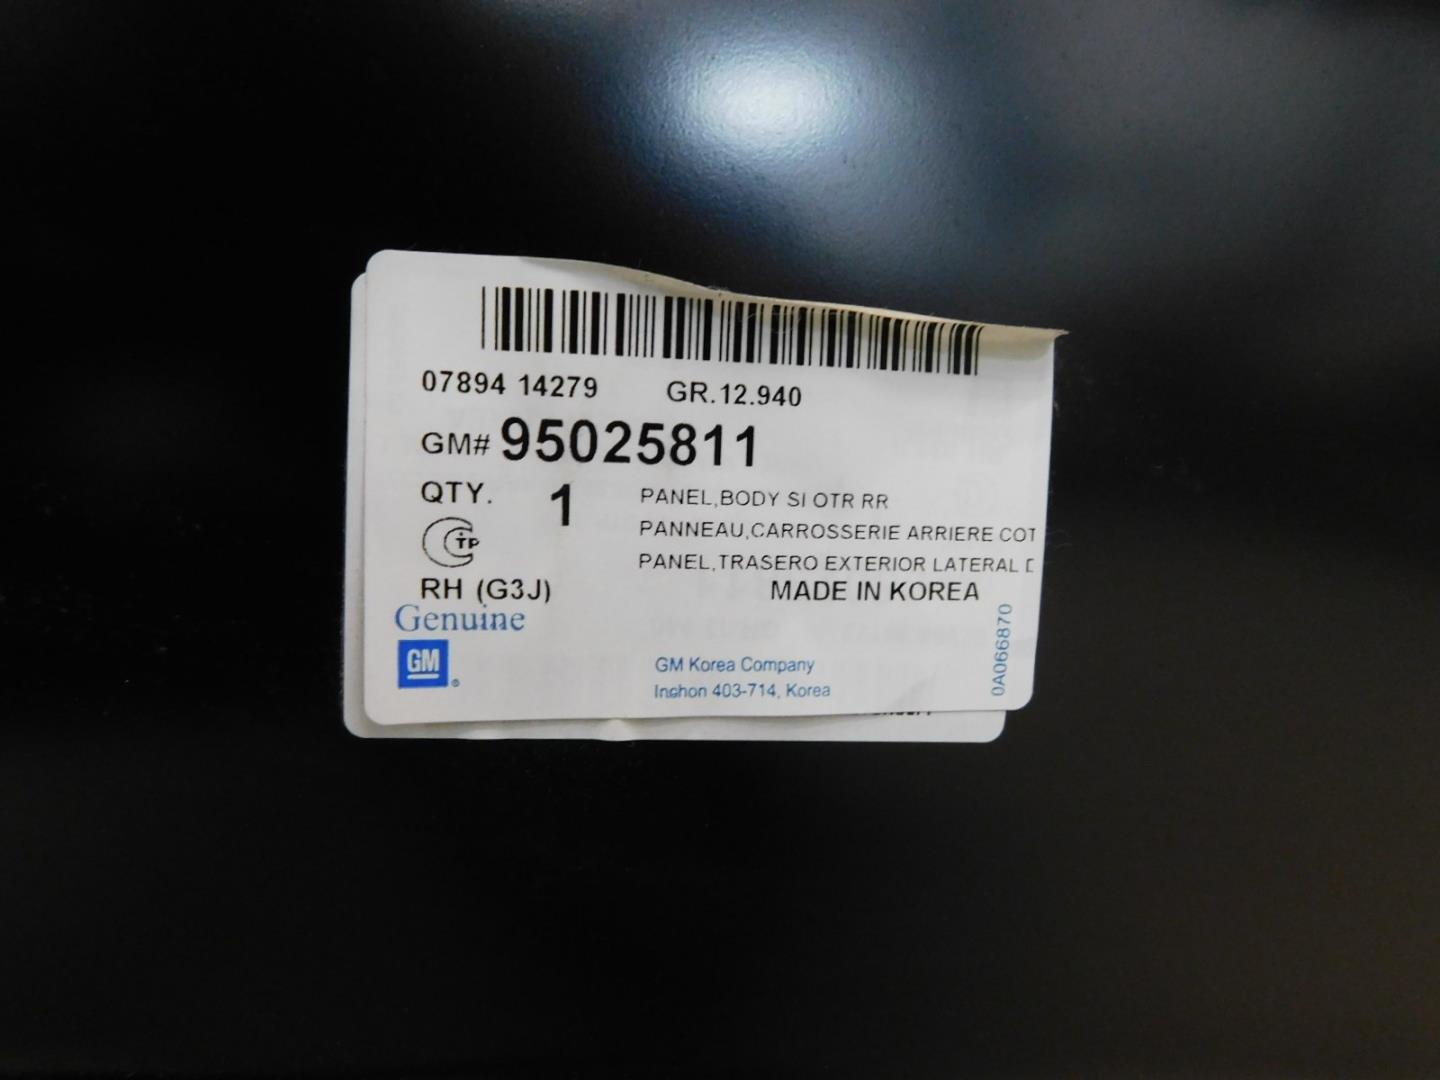 07894 14279 GR.12.940
GM# 95025811
QTY. 1 PANEL,BODY SI OTR RR
PANNEAU,CARROSSERIE ARRIERE COT
TP
PANEL,TRASERO EXTERIOR LATERAL D
RH (G3J) MADE IN KOREA
Genuine
GM
GM Korea Company
Inchon 403-714, Korea
0A066870